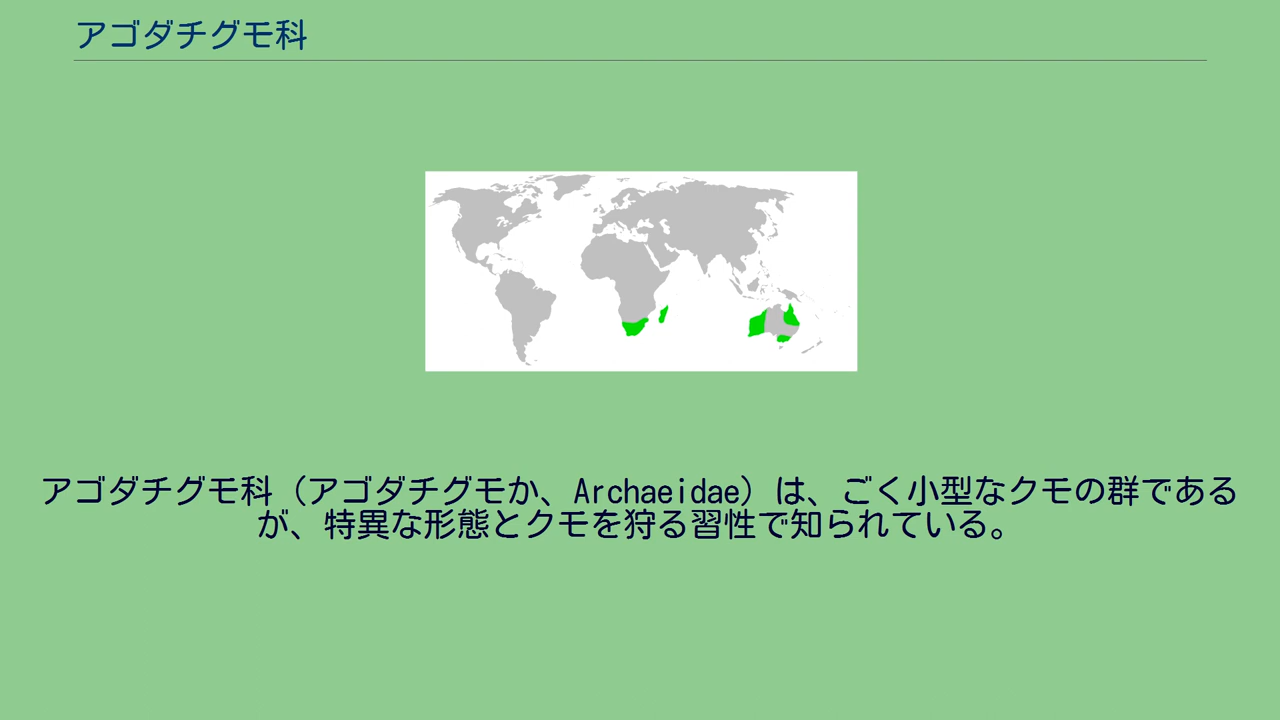 アゴダチグモ科
アゴダチグモ科（アゴダチグモか、Archaeidae）は、ごく小型なクモの群である
が、特異な形態とクモを狩る習性で知られている。